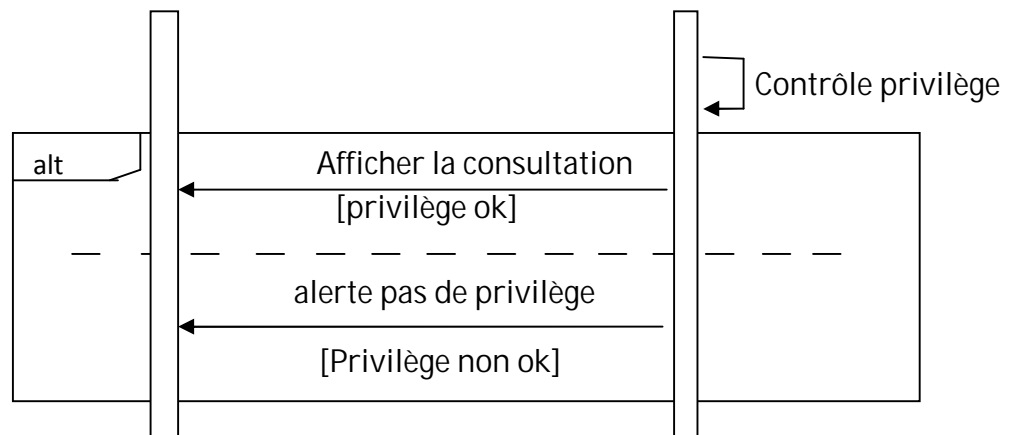 Contrôle privilège
alt
Afficher la consultation
[privilège ok]
alerte pas de privilège
[Privilège non ok]